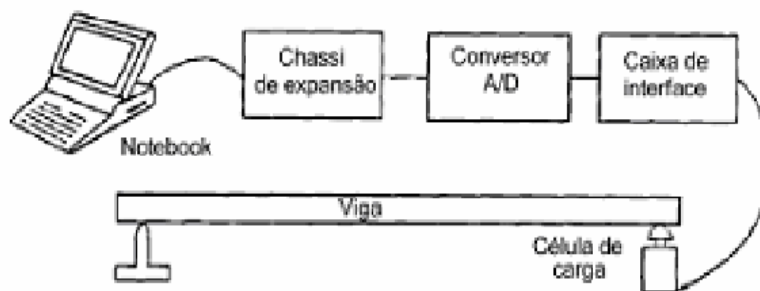 Chassi
de expansão
Conversor
A/D
Caixa de
interface
Notebook
Viga
Célula de
carga